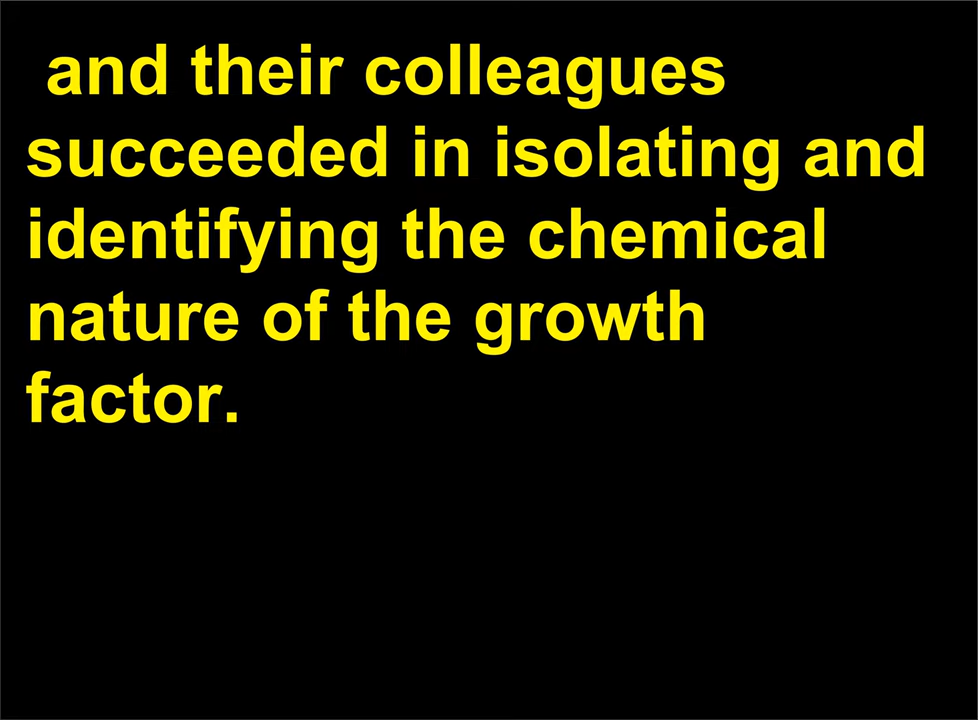 and their colleagues
succeeded in isolating and
identifying the chemical
nature of the growth
factor.